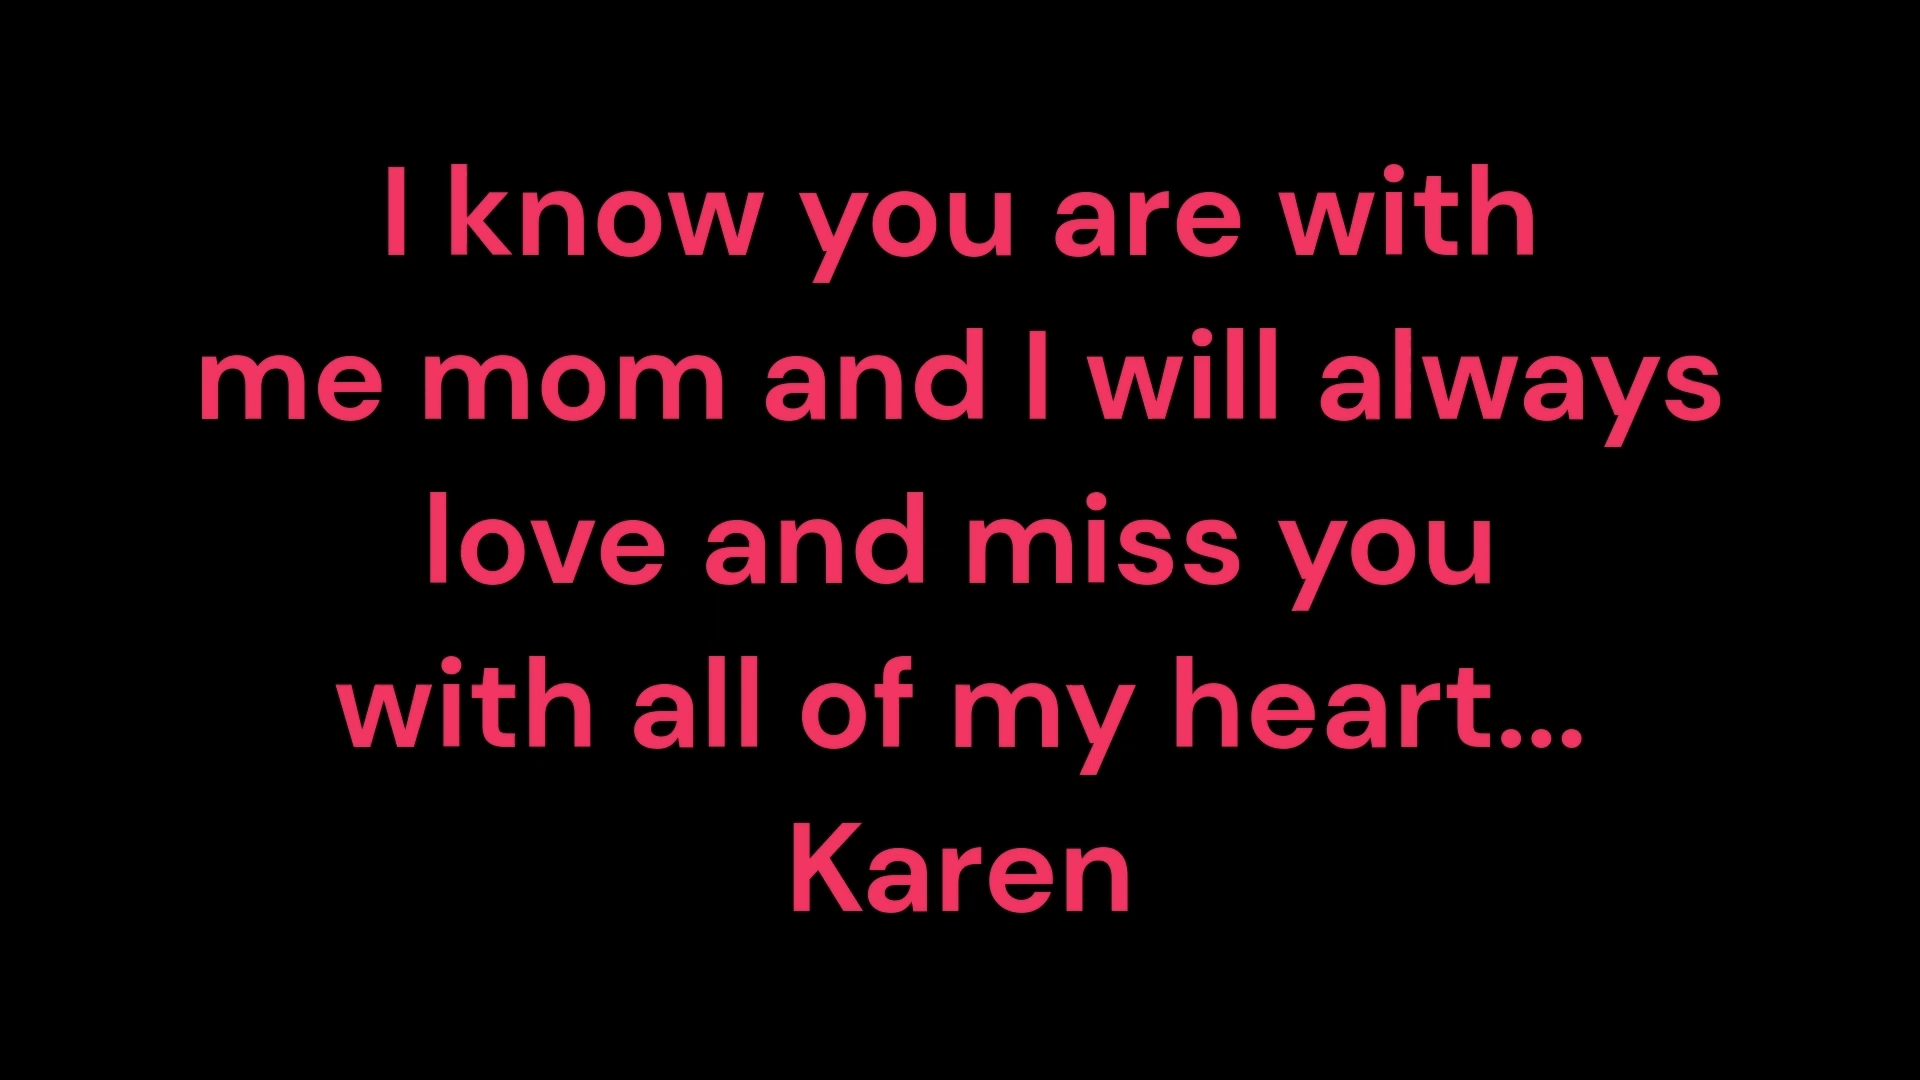 I know you are with
me mom and I will always
love and miss you
with all of my heart...
Karen